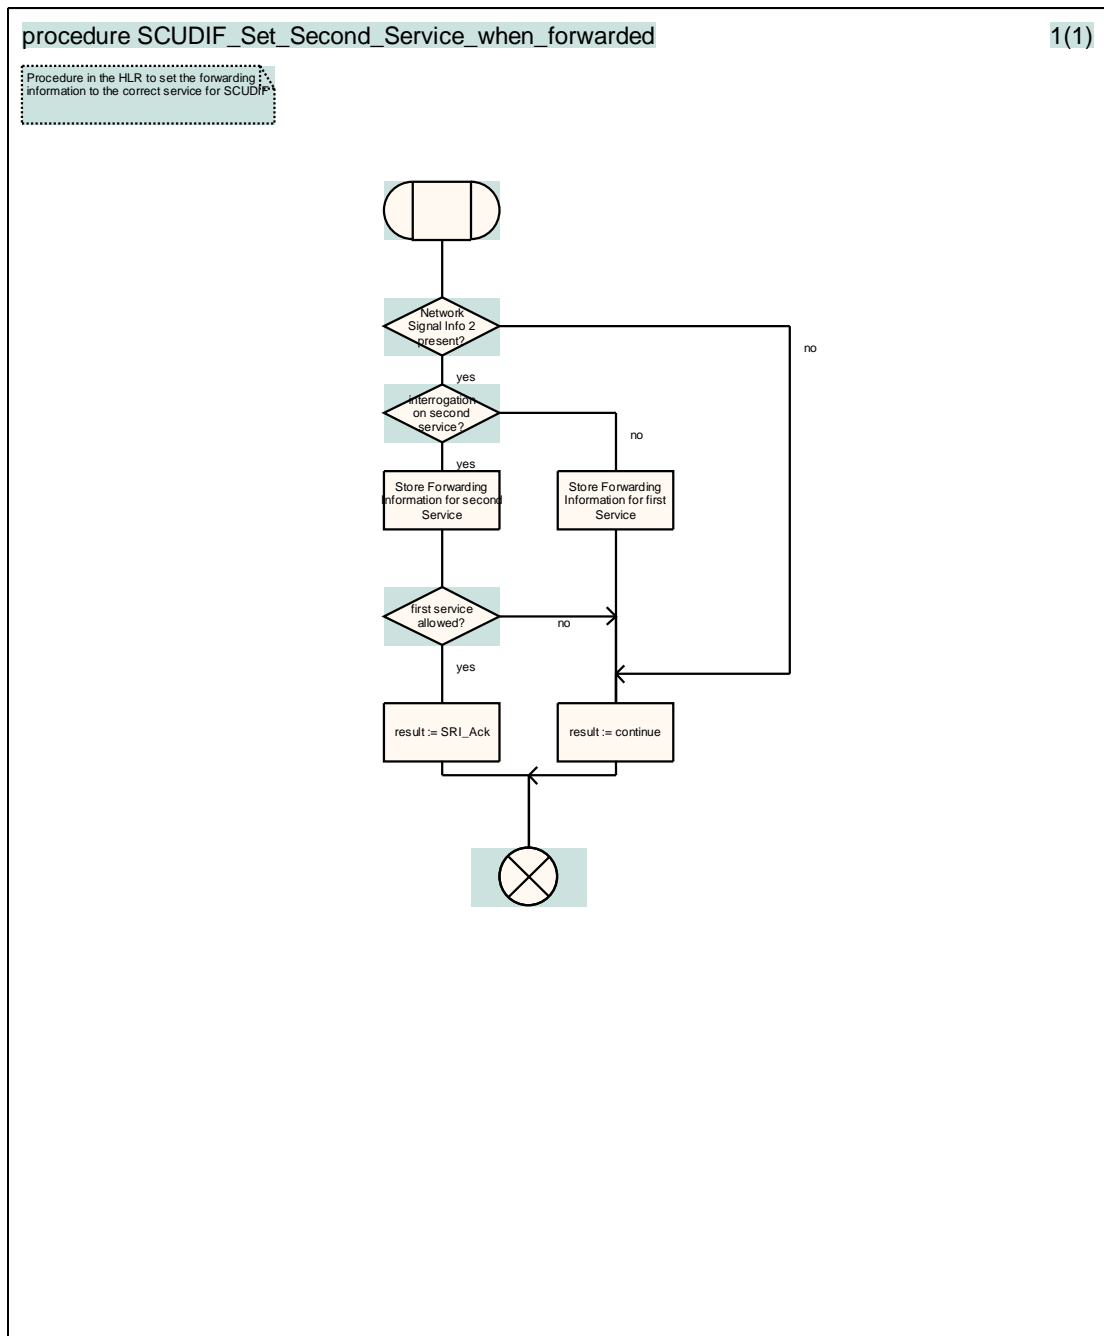 procedure SCUDIF_Set_Second_Service_when_forwarded
1(1)
Procedure in the HLR to set the forwarding
information to the correct service for SCUDIF
Network
Signal Info 2
present?
no
yes
interrogation
on second
service?
no
yes
Store Forwarding
Information for second
Service
Store Forwarding
Information for first
Service
first service
allowed?
no
yes
result := SRI_Ack
result := continue